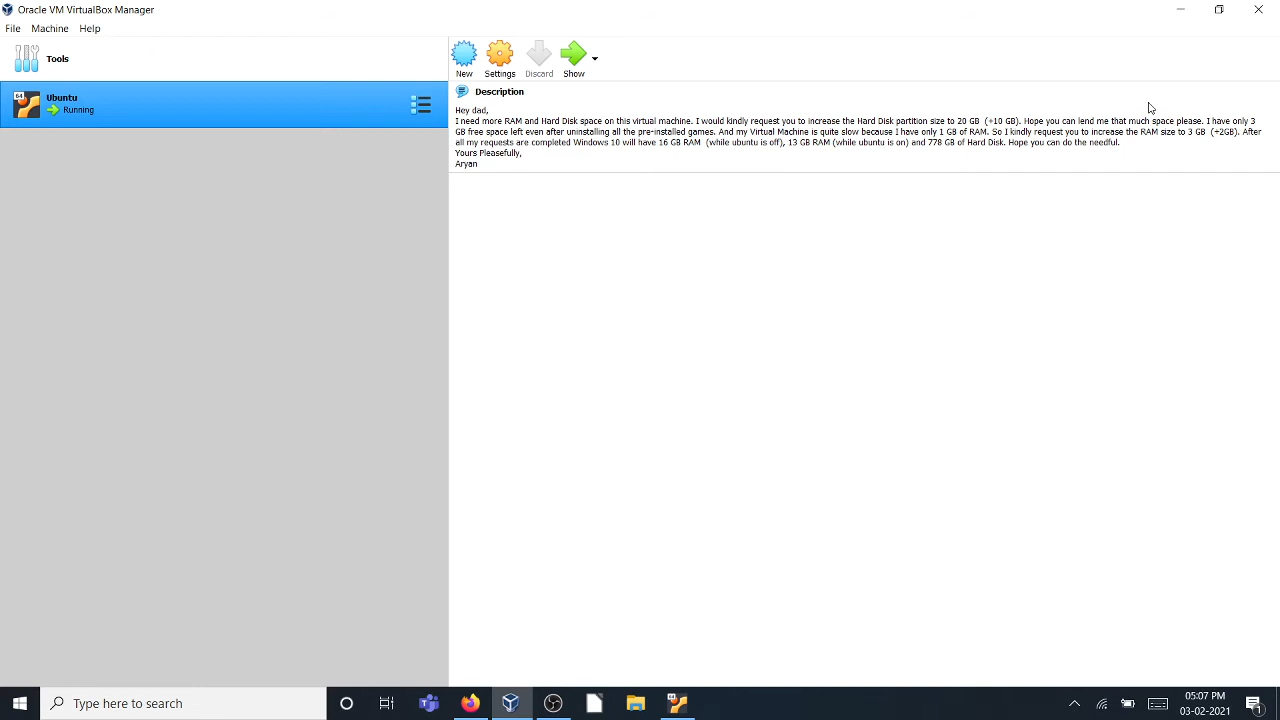 Oracle VM VirtualBox Manager
File Machine Help
Tools
New Settings Discard Show
64
Ubuntu
Running
Description
Hey dad,
I need more RAM and Hard Disk space on this virtual machine. I would kindly request you to increase the Hard Disk partition size to 20 GB (+10 GB). Hope you can lend me that much space please. I have only 3
GB free space left even after uninstalling all the pre-installed games. And my Virtual Machine is quite slow because I have only 1 GB of RAM. So I kindly request you to increase the RAM size to 3 GB (+2GB). After
all my requests are completed Windows 10 will have 16 GB RAM (while ubuntu is off), 13 GB RAM (while ubuntu is on) and 778 GB of Hard Disk. Hope you can do the needful.
Yours Pleasefully,
Aryan
Type here to search
64
05:07 PM
03-02-2021
1